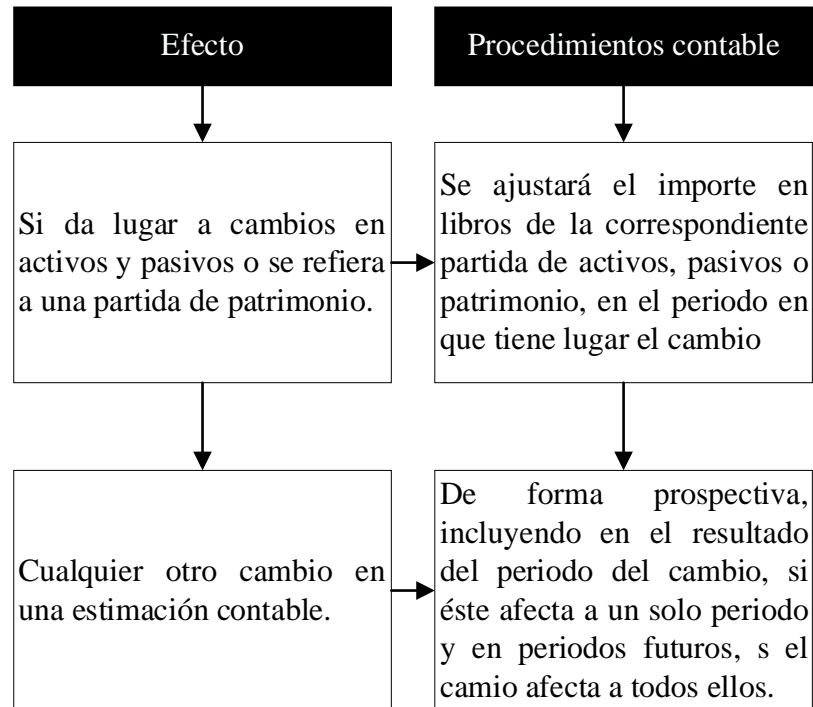 Efecto
Procedimientos contable
Si da lugar a cambios en
activos y pasivos o se refiera
a una partida de patrimonio.
Se ajustará el importe en
libros de la correspondiente
partida de activos, pasivos o
patrimonio, en el periodo en
que tiene lugar el cambio
Cualquier otro cambio en
una estimación contable.
De forma prospectiva,
incluyendo en el resultado
del periodo del cambio, si
éste afecta a un solo periodo
y en periodos futuros, s el
camio afecta a todos ellos.